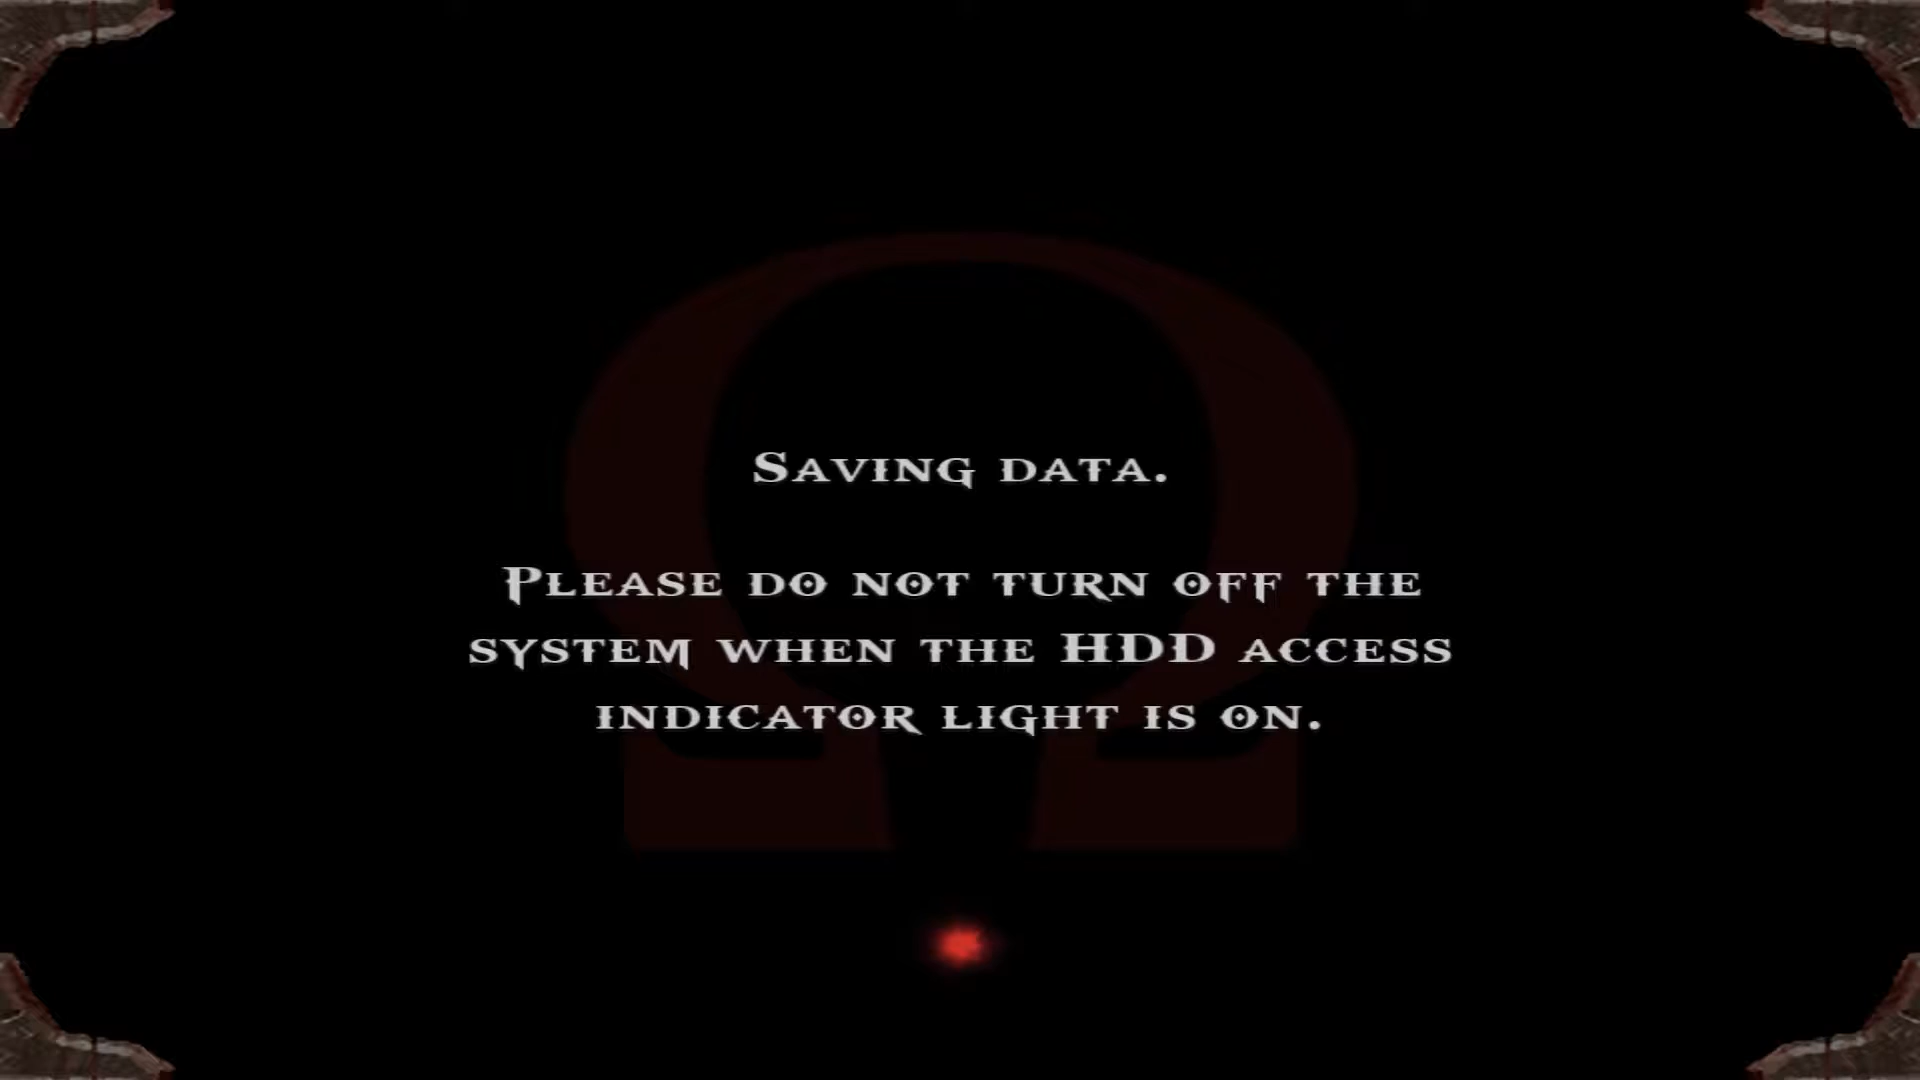 Saving data.
Please do not turn off the
system when the HDD access
indicator light is on.